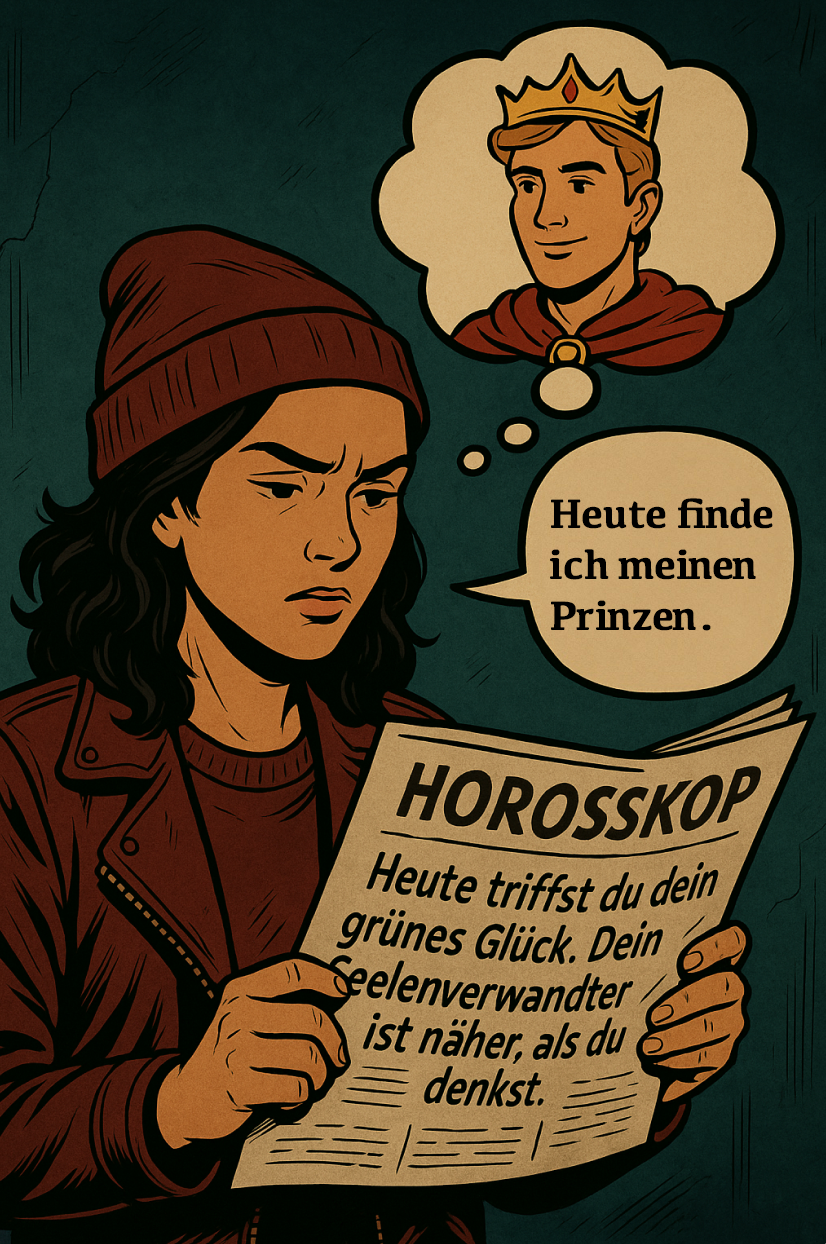 Heute finde
ich meinen
Prinzen.
HOROSSKOP
Heute triffst du dein
grünes Glück. Dein
Seelenverwandter
ist näher, als du
denkst.